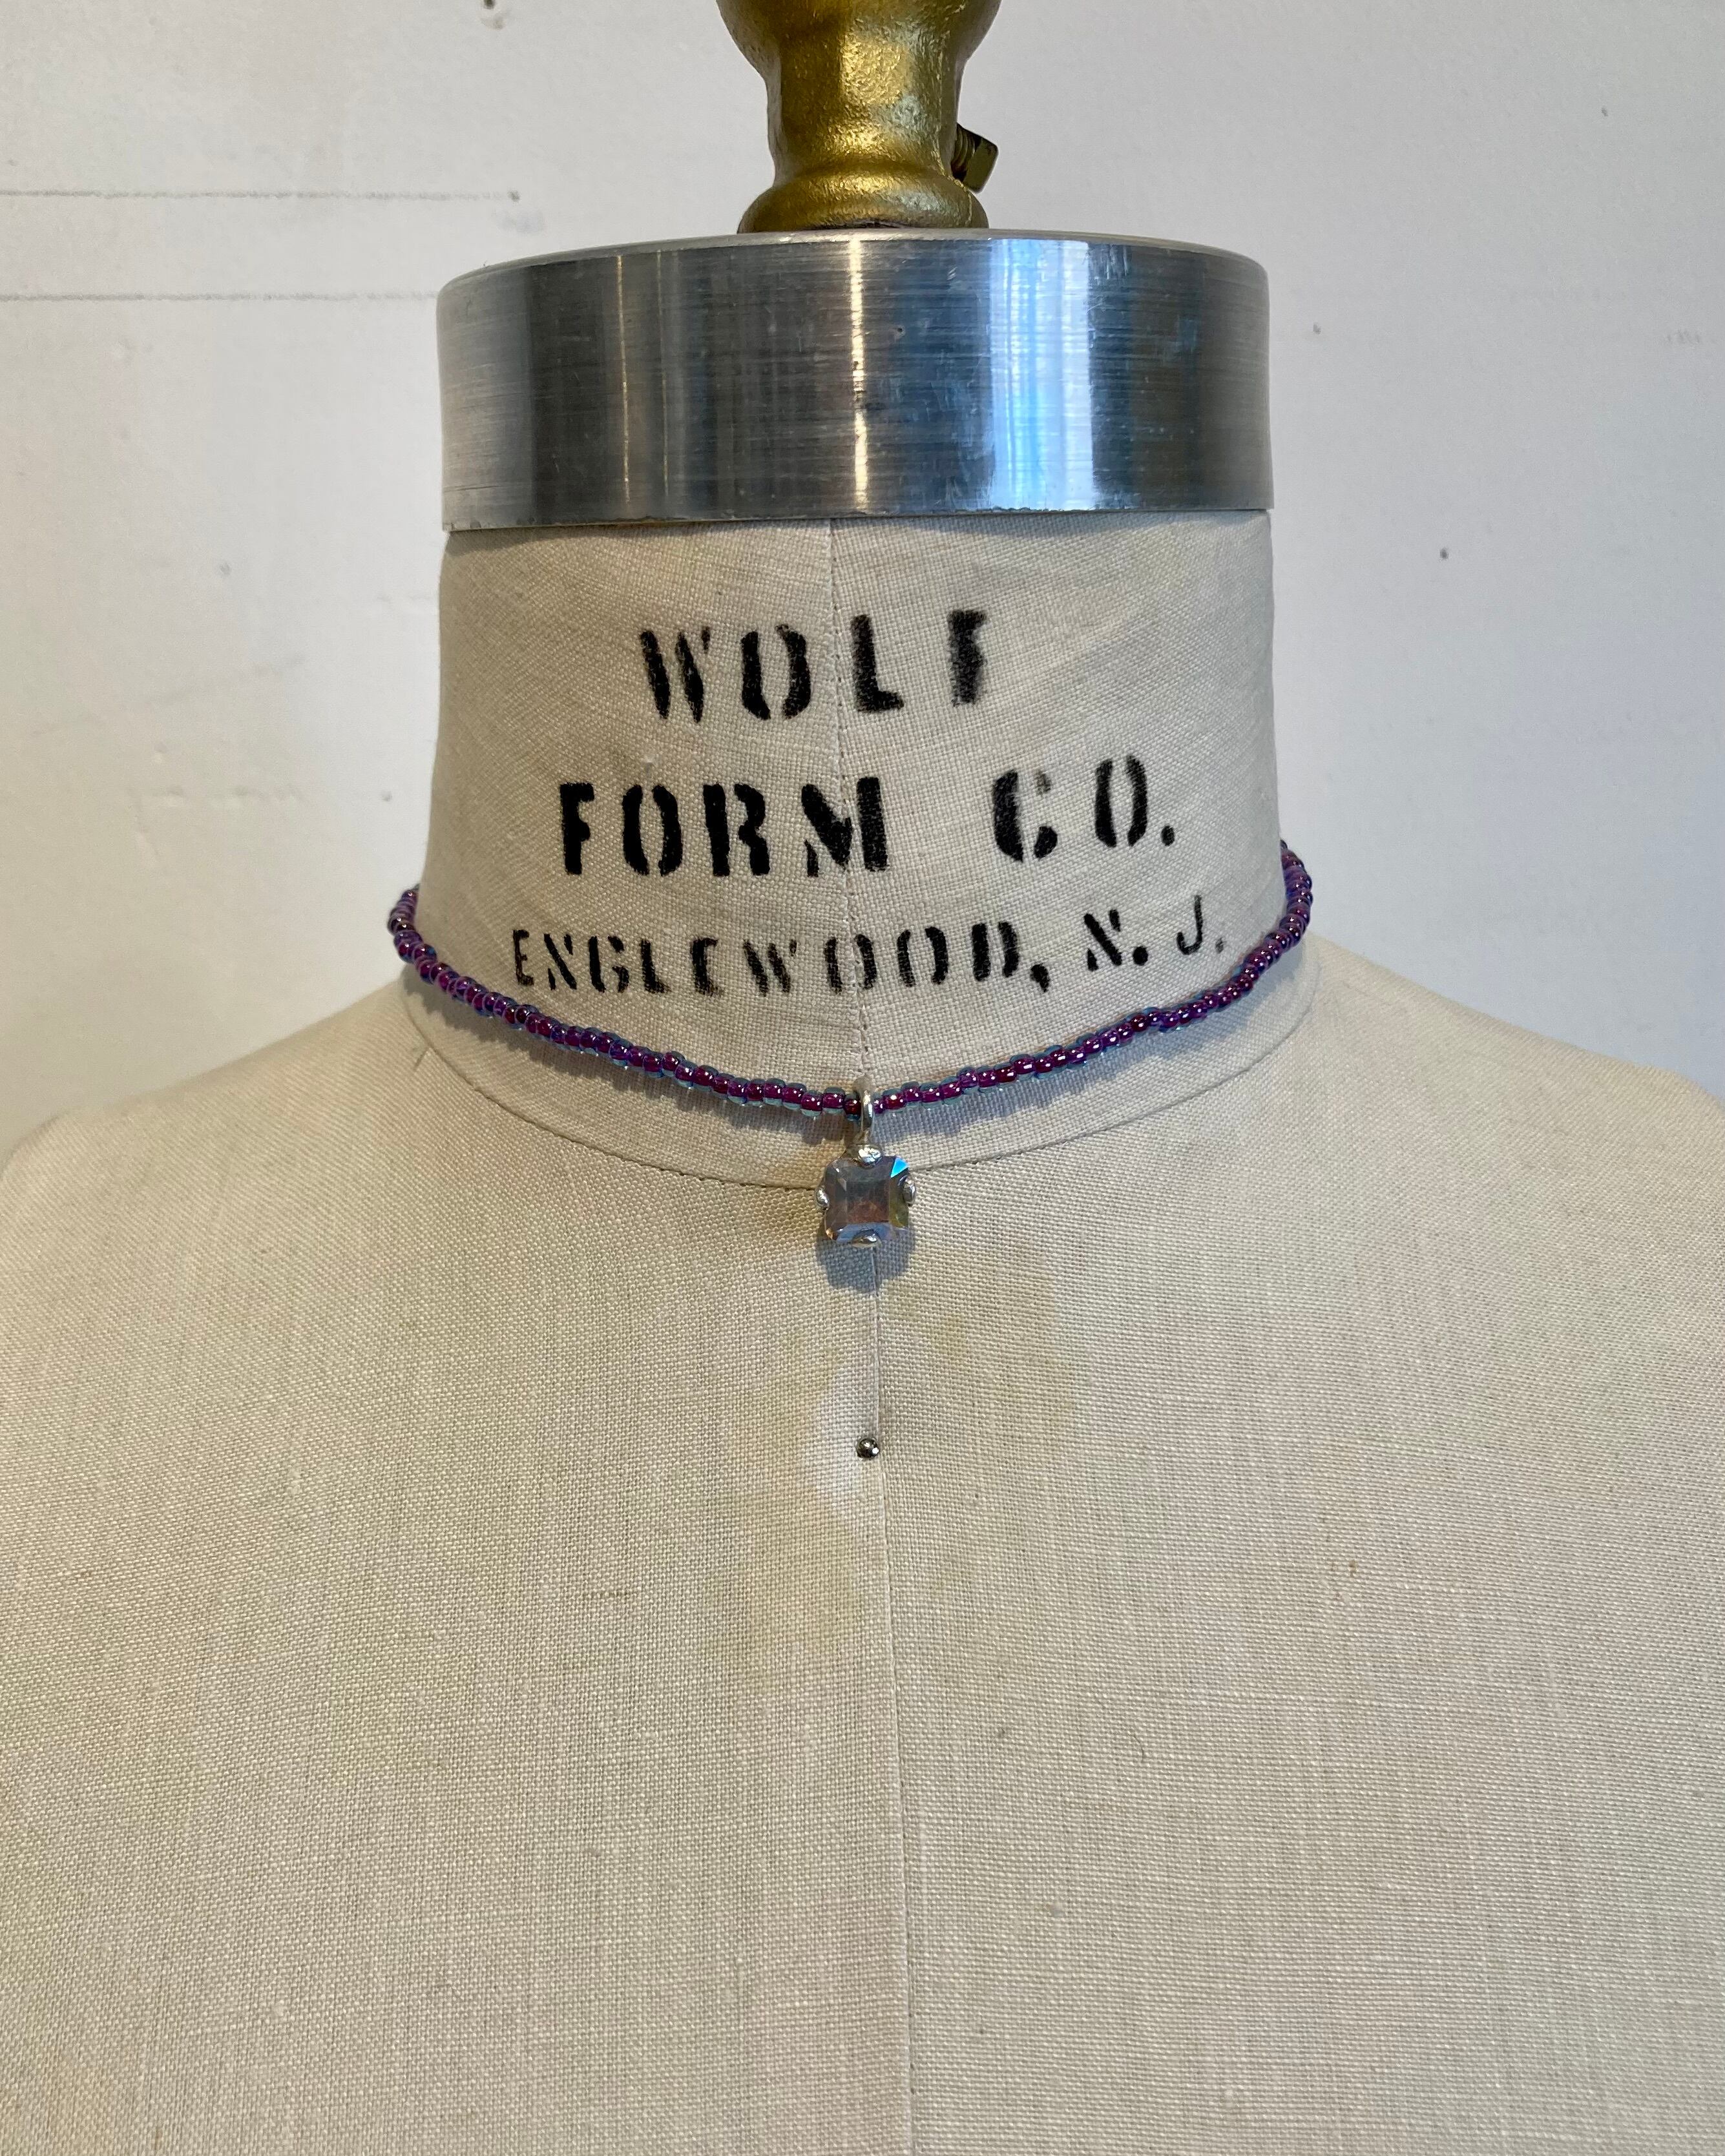 WOLF
FORM CO.
ENGLEWOOD, N. J.